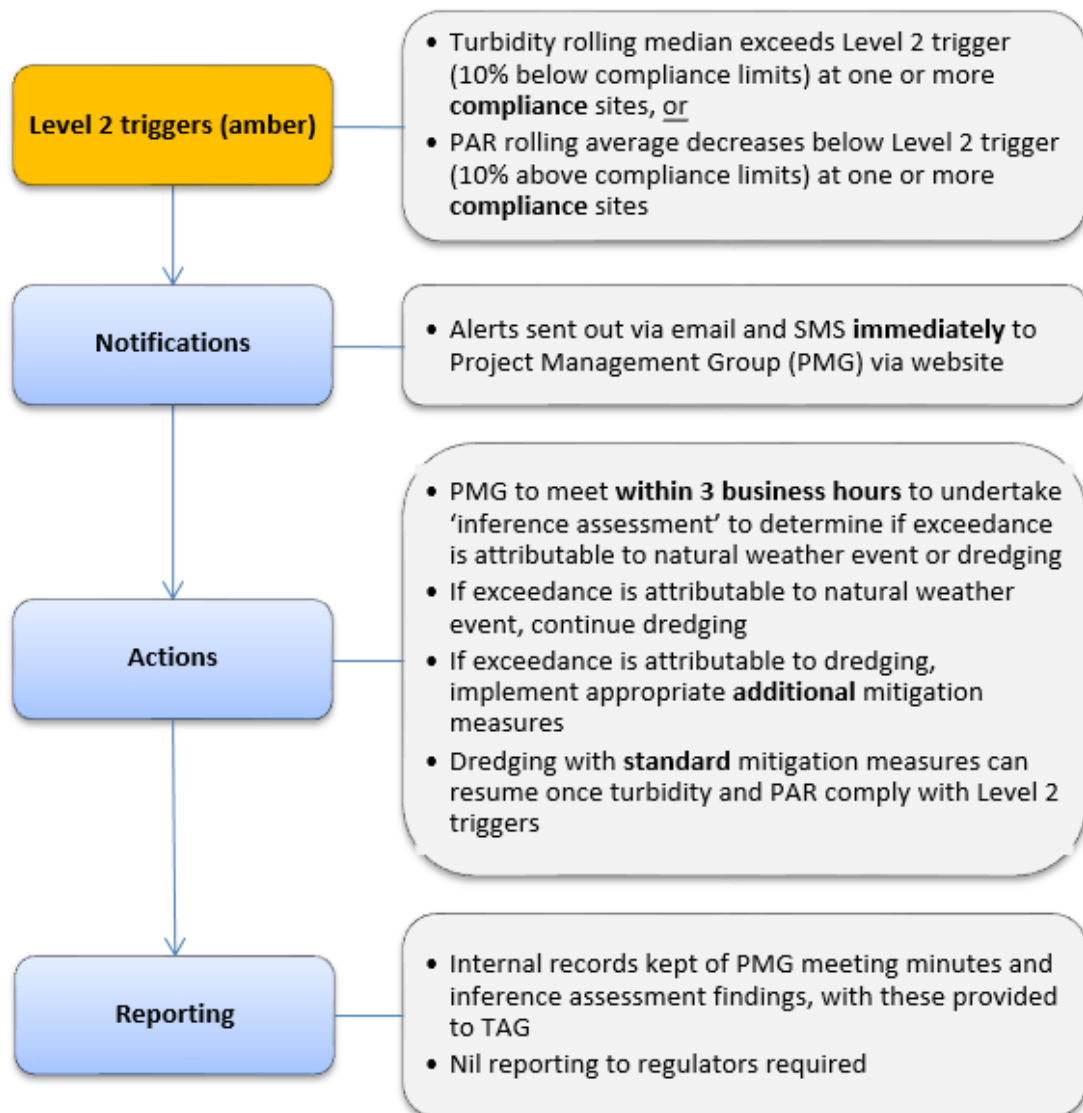 Level 2 triggers (amber)
• Turbidity rolling median exceeds Level 2 trigger
(10% below compliance limits) at one or more
compliance sites, or
• PAR rolling average decreases below Level 2 trigger
(10% above compliance limits) at one or more
compliance sites
Notifications
• Alerts sent out via email and SMS immediately to
Project Management Group (PMG) via website
Actions
• PMG to meet within 3 business hours to undertake
‘inference assessment’ to determine if exceedance
is attributable to natural weather event or dredging
• If exceedance is attributable to natural weather
event, continue dredging
• If exceedance is attributable to dredging,
implement appropriate additional mitigation
measures
• Dredging with standard mitigation measures can
resume once turbidity and PAR comply with Level 2
triggers
Reporting
• Internal records kept of PMG meeting minutes and
inference assessment findings, with these provided
to TAG
• Nil reporting to regulators required